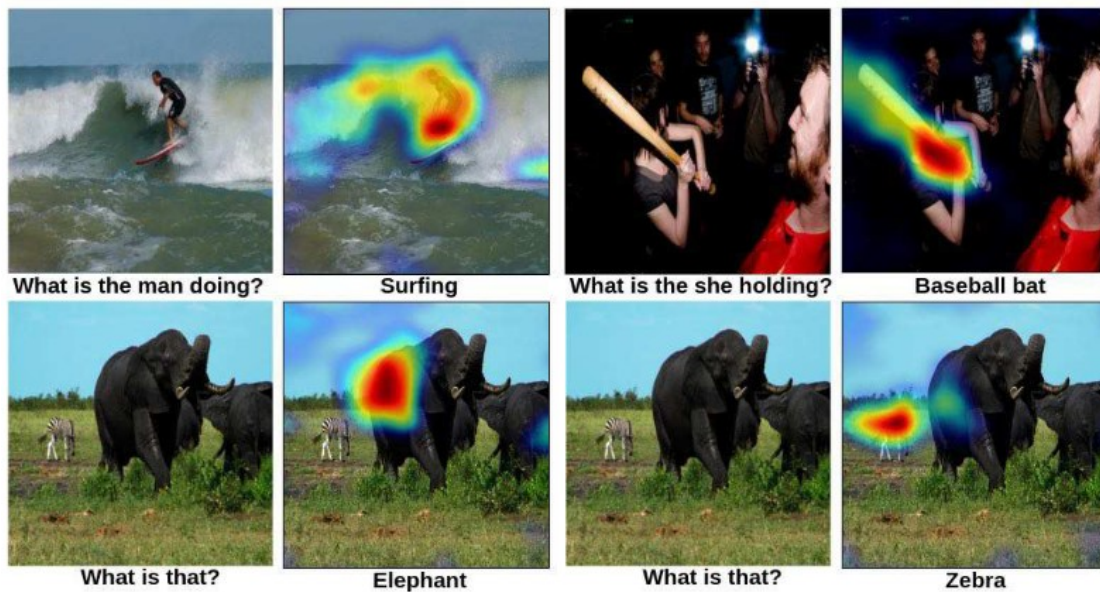 What is the man doing?
Surfing
What is the she holding?
Baseball bat
What is that?
Elephant
What is that?
Zebra